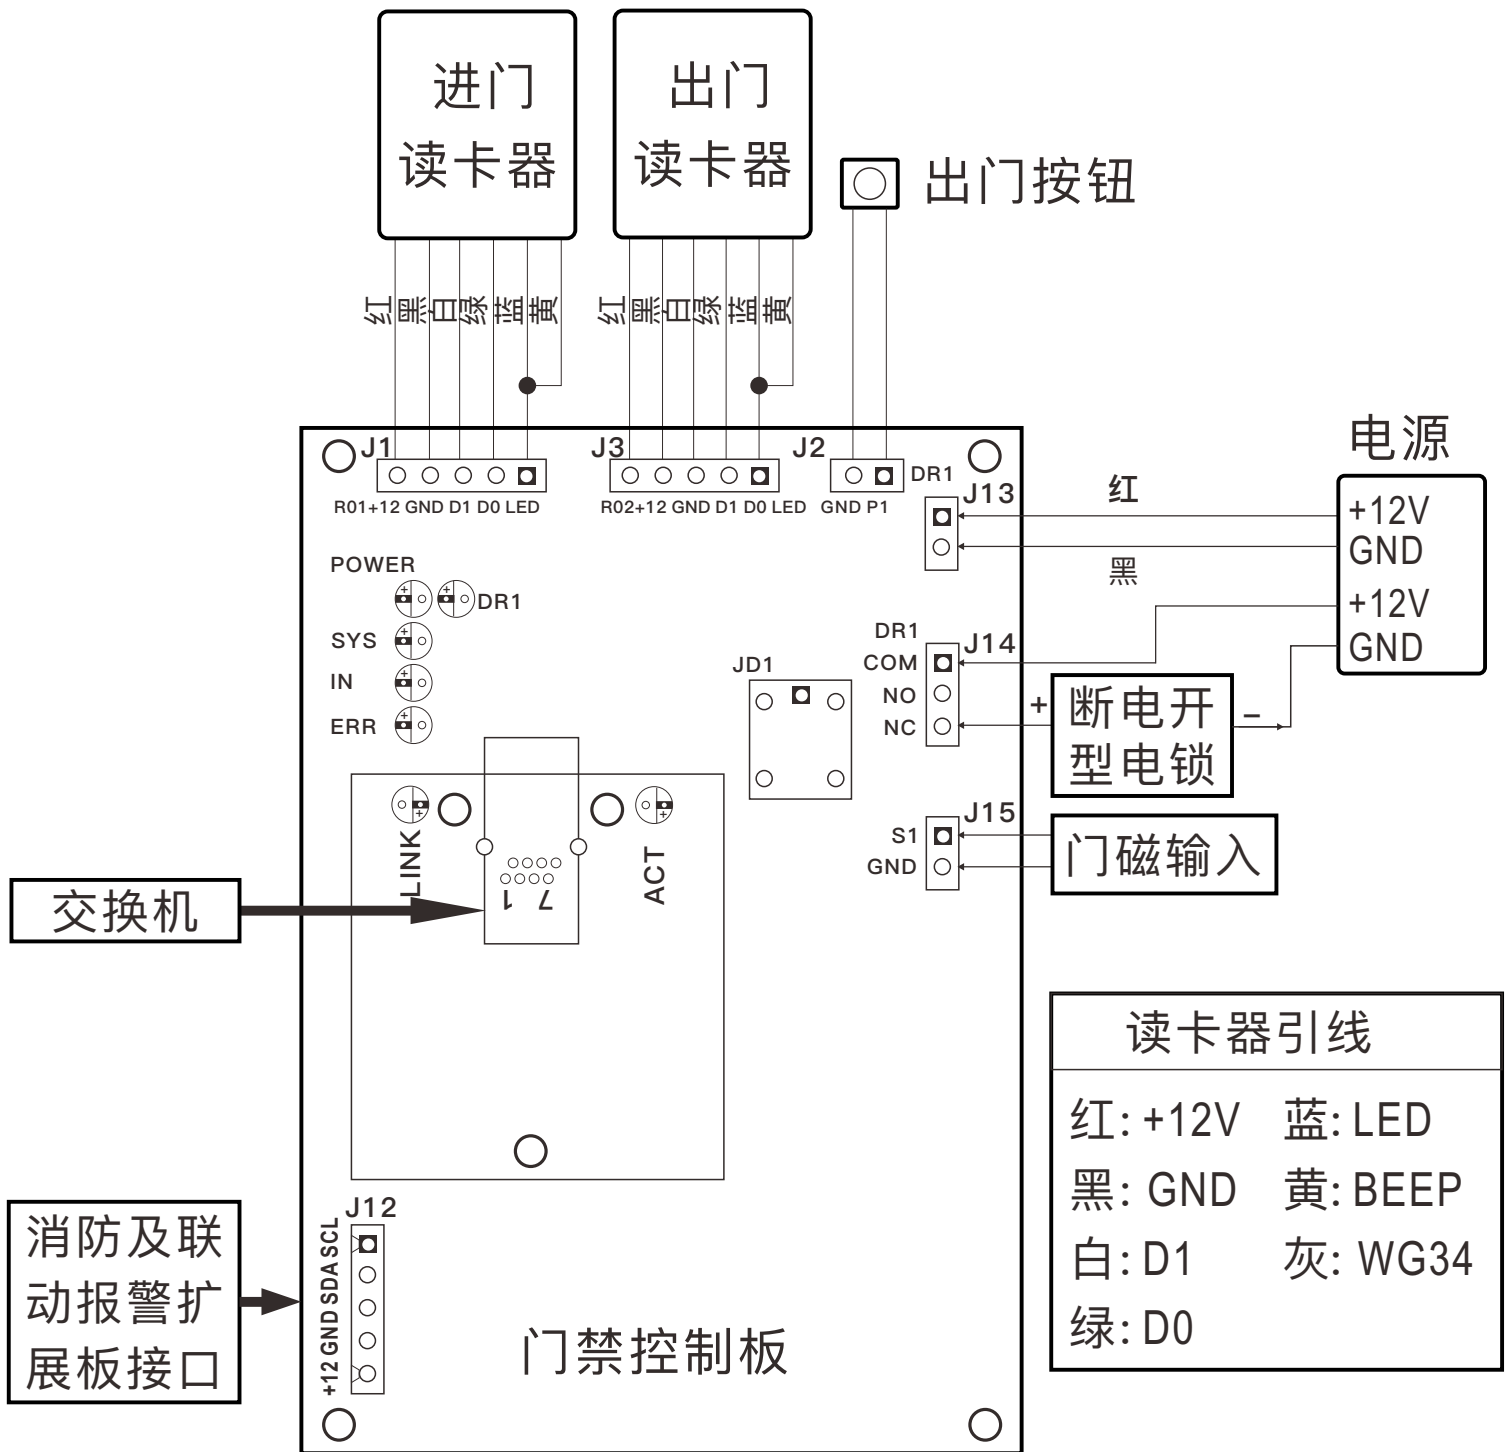 进门
读卡器
出门
读卡器
出门按钮
红 黑 白 绿 蓝 黄
红 黑 白 绿 蓝 黄
J1
J3
J2
DR1
R01+12 GND D1 D0 LED
R02+12 GND D1 D0 LED
GND P1
J13
红
黑
电源
+12V
GND
+12V
GND
POWER
DR1
SYS
IN
ERR
JD1
DR1
J14
COM
NO
NC
+
断电开
型电锁
−
J15
S1
GND
门磁输入
LINK
ACT
1 7
交换机
读卡器引线
红: +12V 蓝: LED
黑: GND 黄: BEEP
白: D1 灰: WG34
绿: D0
J12
+12 GND SDA SCL
消防及联
动报警扩
展板接口
门禁控制板